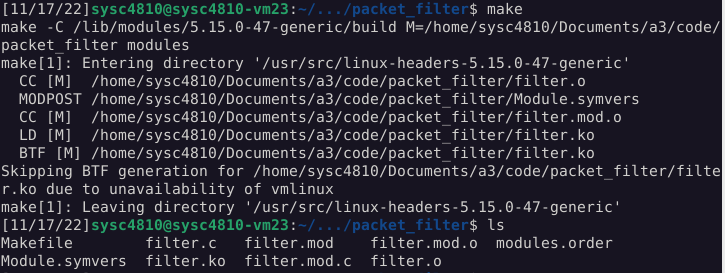 [11/17/22]sysc4810@sysc4810-vm23:~/.../packet_filter$ make
make -C /lib/modules/5.15.0-47-generic/build M=/home/sysc4810/Documents/a3/code/
packet_filter modules
make[1]: Entering directory '/usr/src/linux-headers-5.15.0-47-generic'
  CC [M]  /home/sysc4810/Documents/a3/code/packet_filter/filter.o
  MODPOST /home/sysc4810/Documents/a3/code/packet_filter/Module.symvers
  CC [M]  /home/sysc4810/Documents/a3/code/packet_filter/filter.mod.o
  LD [M]  /home/sysc4810/Documents/a3/code/packet_filter/filter.ko
  BTF [M] /home/sysc4810/Documents/a3/code/packet_filter/filter.ko
Skipping BTF generation for /home/sysc4810/Documents/a3/code/packet_filter/filte
r.ko due to unavailability of vmlinux
make[1]: Leaving directory '/usr/src/linux-headers-5.15.0-47-generic'
[11/17/22]sysc4810@sysc4810-vm23:~/.../packet_filter$ ls
Makefile        filter.c   filter.mod    filter.mod.o  modules.order
Module.symvers  filter.ko  filter.mod.c  filter.o